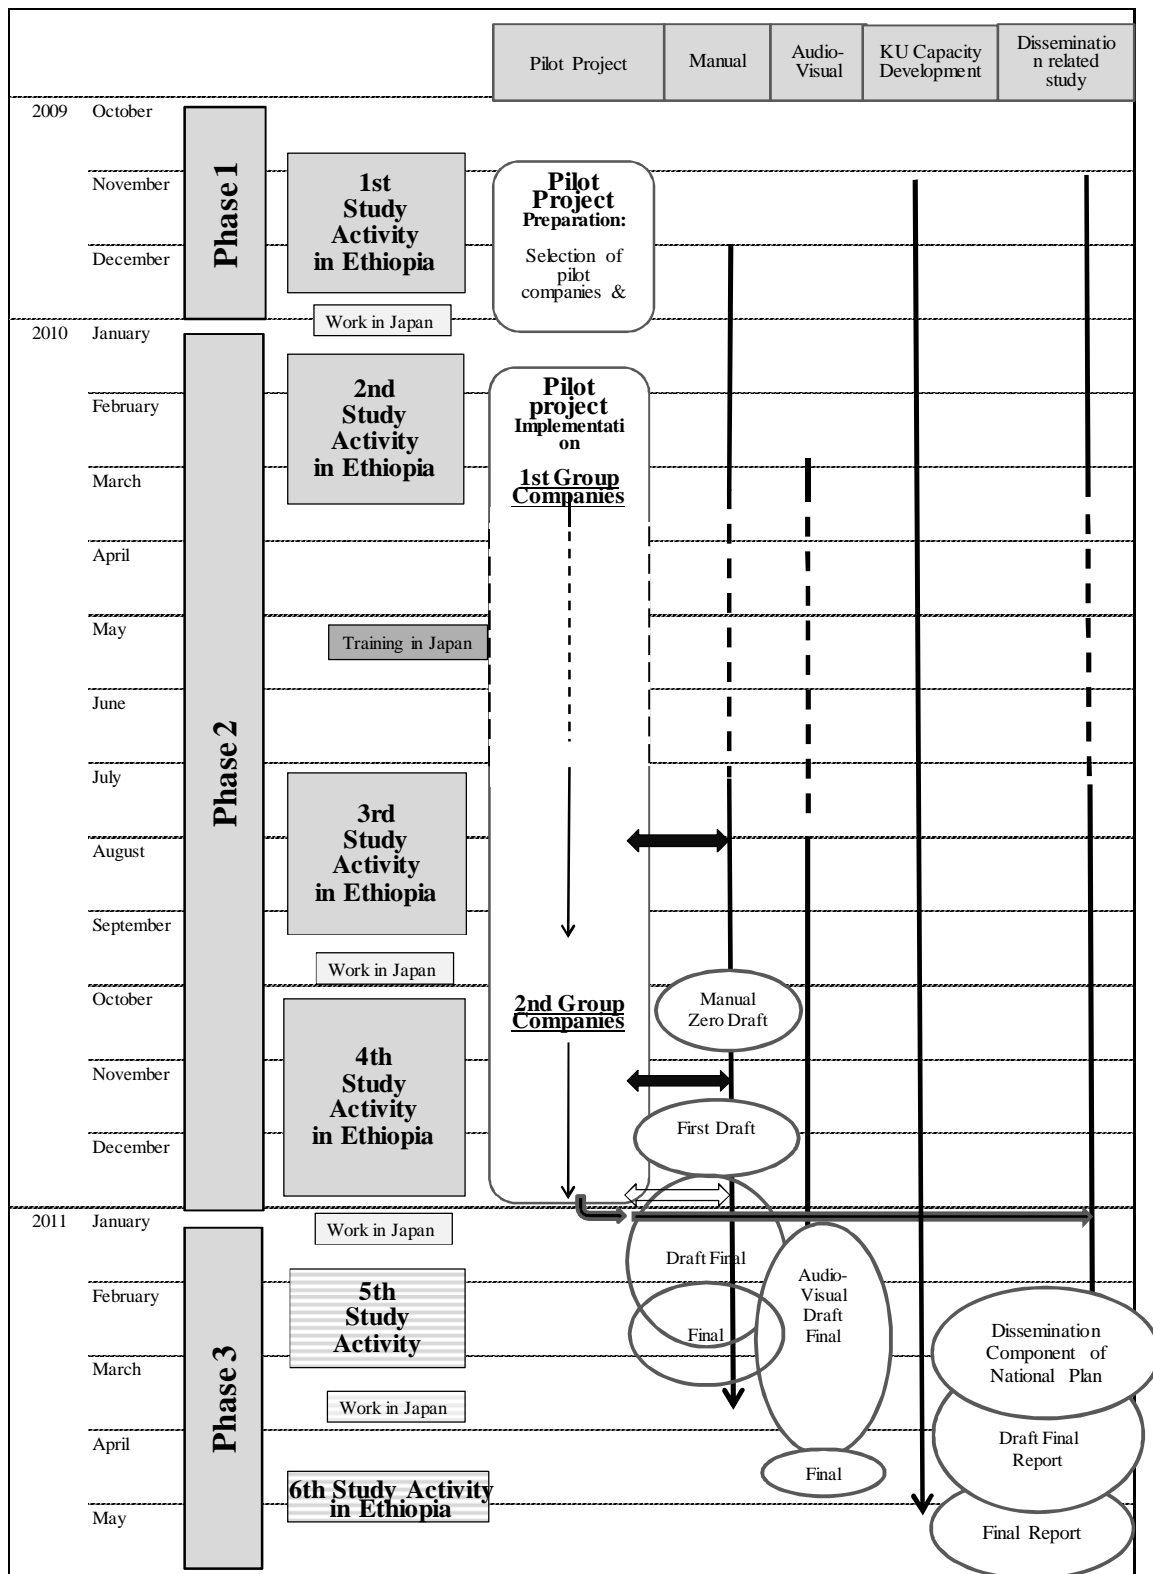 Pilot Project
Manual
Audio-
Visual
KU Capacity
Development
Disseminatio
n related
study
2009 October
Phase 1
1st
Study
Activity
in Ethiopia
Pilot
Project
Preparation:
Selection of
pilot
companies &
November
December
Work in Japan
2010 January
Phase 2
2nd
Study
Activity
in Ethiopia
Pilot
project
Implementati
on
1st Group
Companies
February
March
April
May
Training in Japan
June
July
3rd
Study
Activity
in Ethiopia
August
September
Work in Japan
October
2nd Group
Companies
Manual
Zero Draft
4th
Study
Activity
in Ethiopia
November
First Draft
December
2011 January
Work in Japan
Phase 3
Draft Final
Audio-
Visual
Draft
Final
February
5th
Study
Activity
Final
Dissemination
Component of
National Plan
March
Work in Japan
April
Draft Final
Report
Final
6th Study Activity
in Ethiopia
May
Final Report